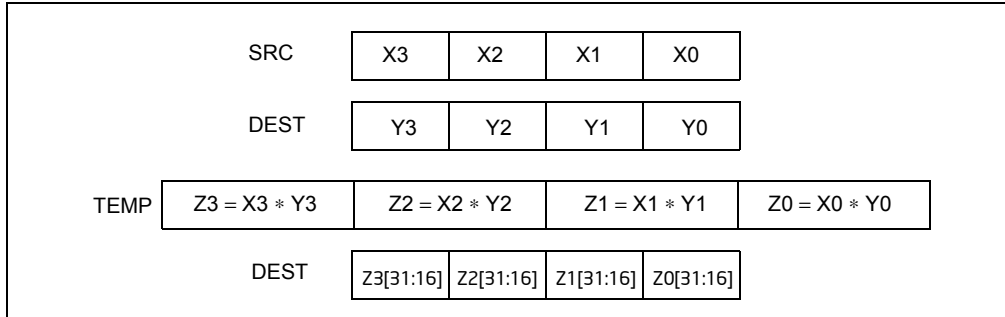 SRC X3 X2 X1 X0
DEST Y3 Y2 Y1 Y0
TEMP Z3 = X3 ∗ Y3 Z2 = X2 ∗ Y2 Z1 = X1 ∗ Y1 Z0 = X0 ∗ Y0
DEST Z3[31:16] Z2[31:16] Z1[31:16] Z0[31:16]